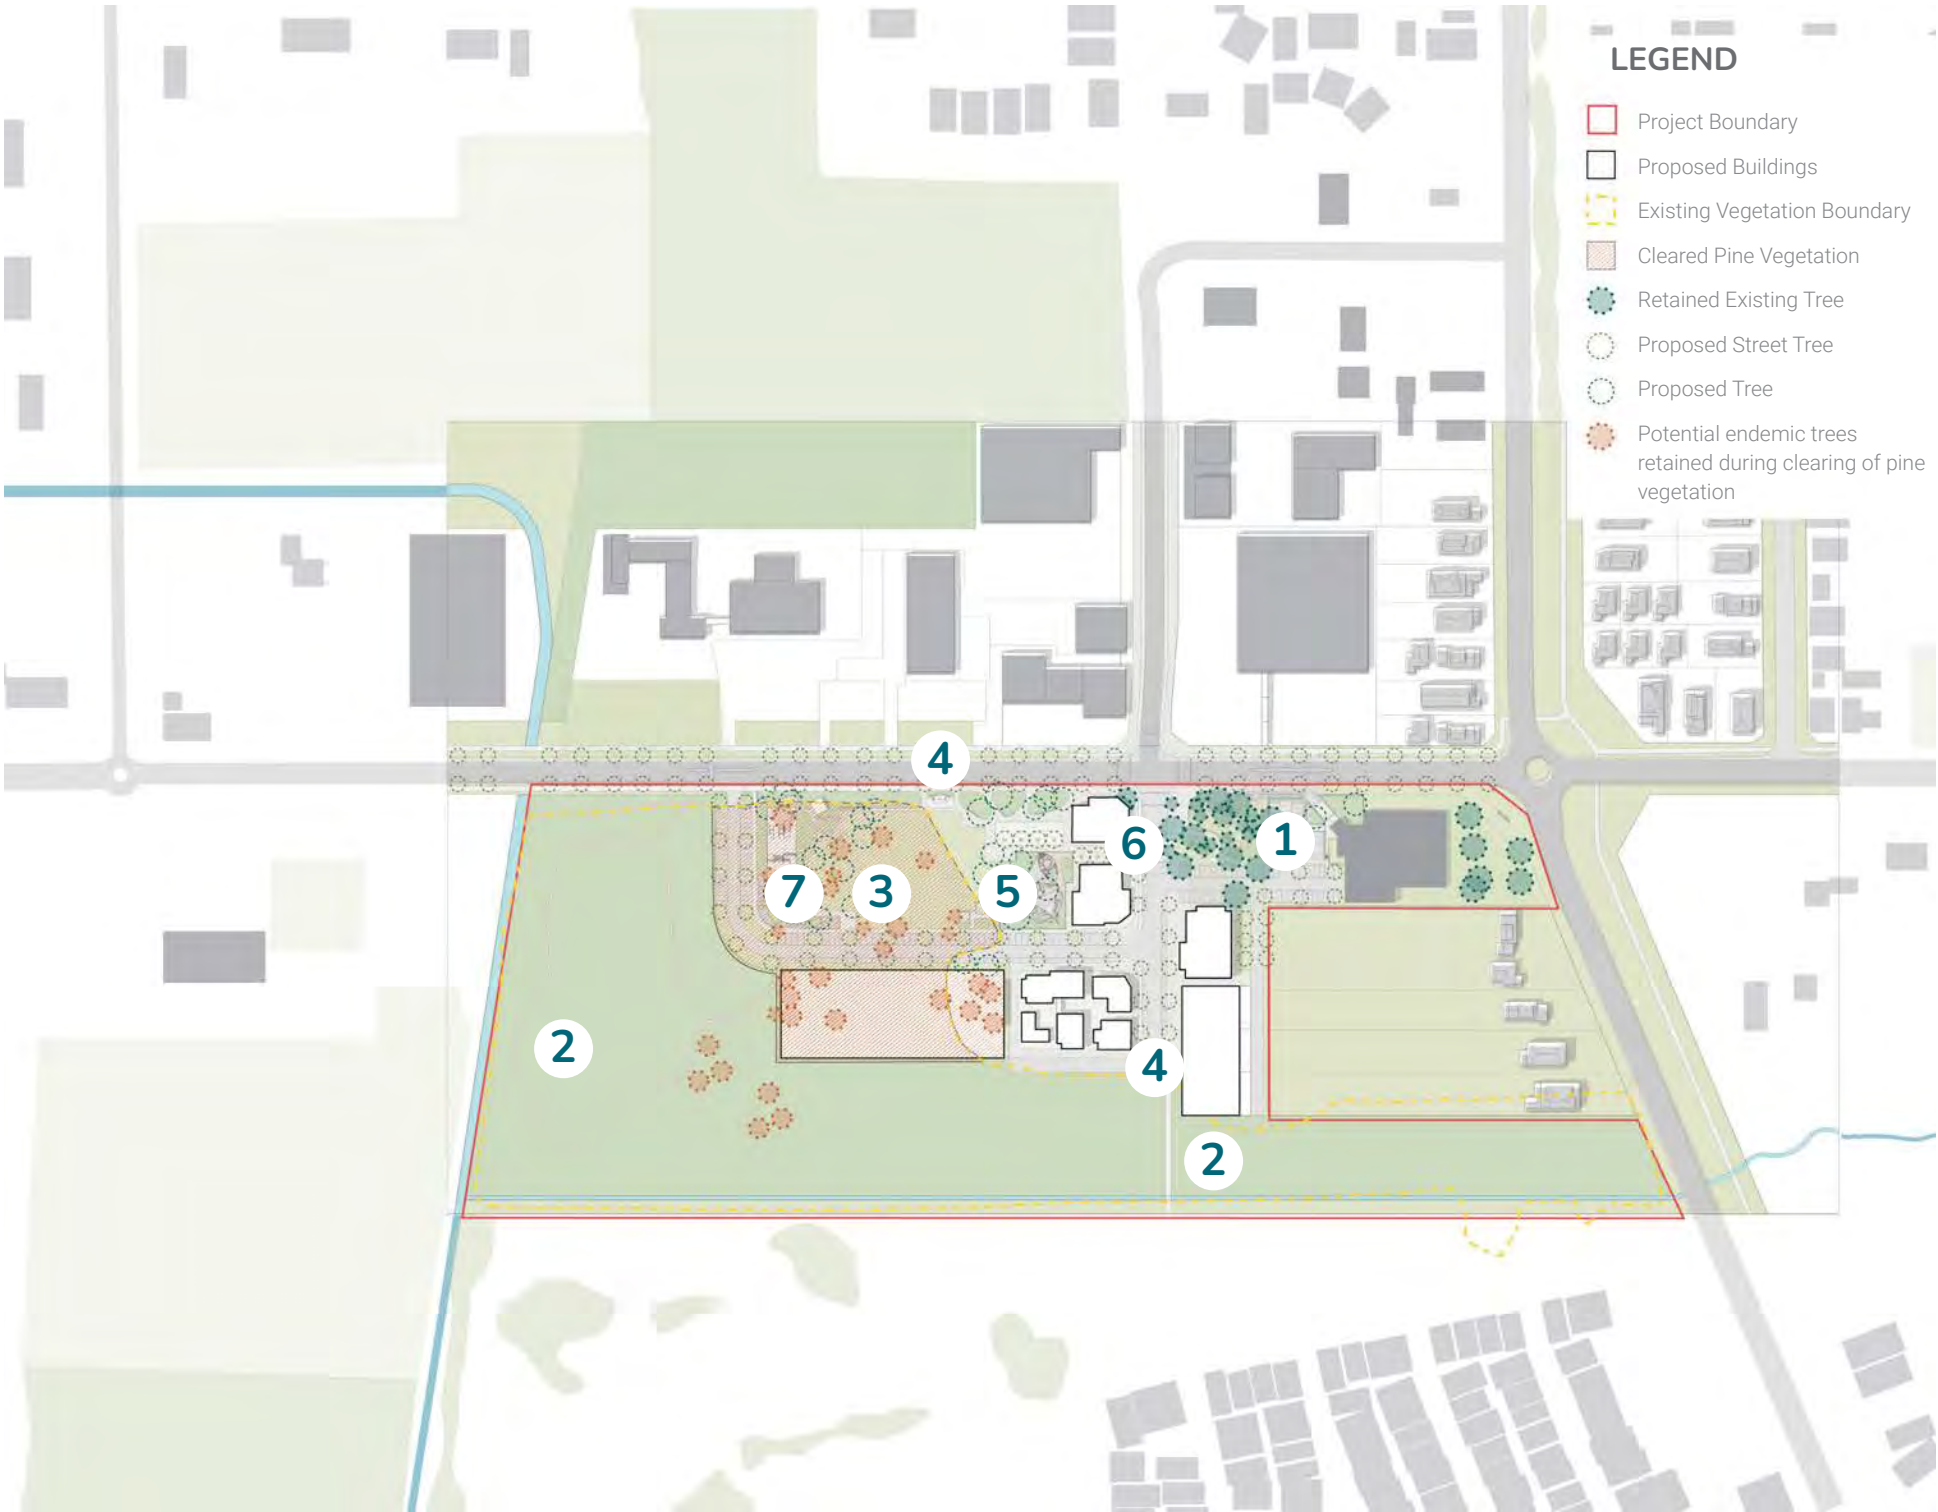 LEGEND
Project Boundary
Proposed Buildings
Existing Vegetation Boundary
Cleared Pine Vegetation
Retained Existing Tree
Proposed Street Tree
Proposed Tree
Potential endemic trees
retained during clearing of pine
vegetation
4
6
1
7
3
5
2
4
2